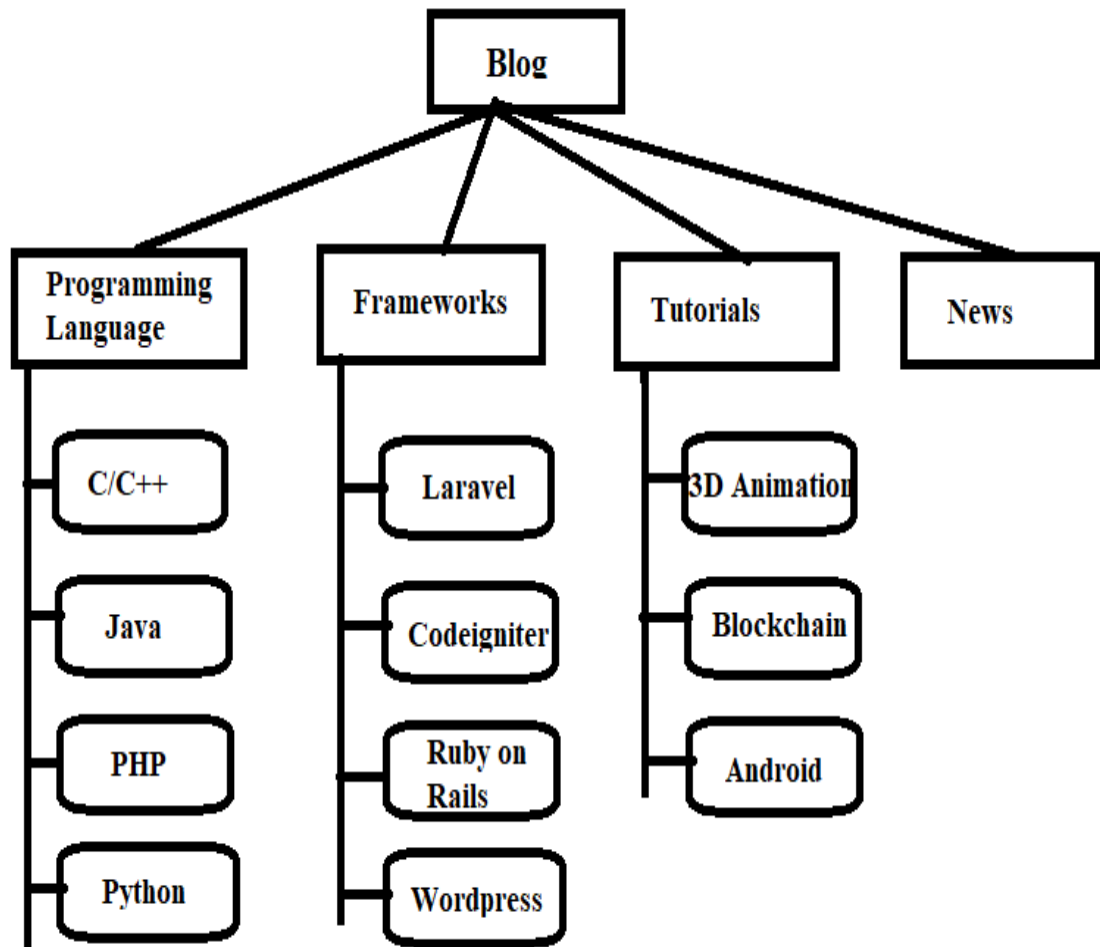 Blog
Programming
Language
Frameworks
Tutorials
News
C/C++
Java
PHP
Python
Laravel
Codeigniter
Ruby on
Rails
Wordpress
3D Animation
Blockchain
Android